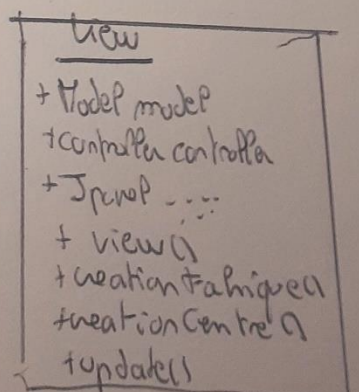 View
+ Model model
+ Controller controller
+ Jpanel .....
+ view()
+ creationFabrique()
+ creationCentre()
+ update()